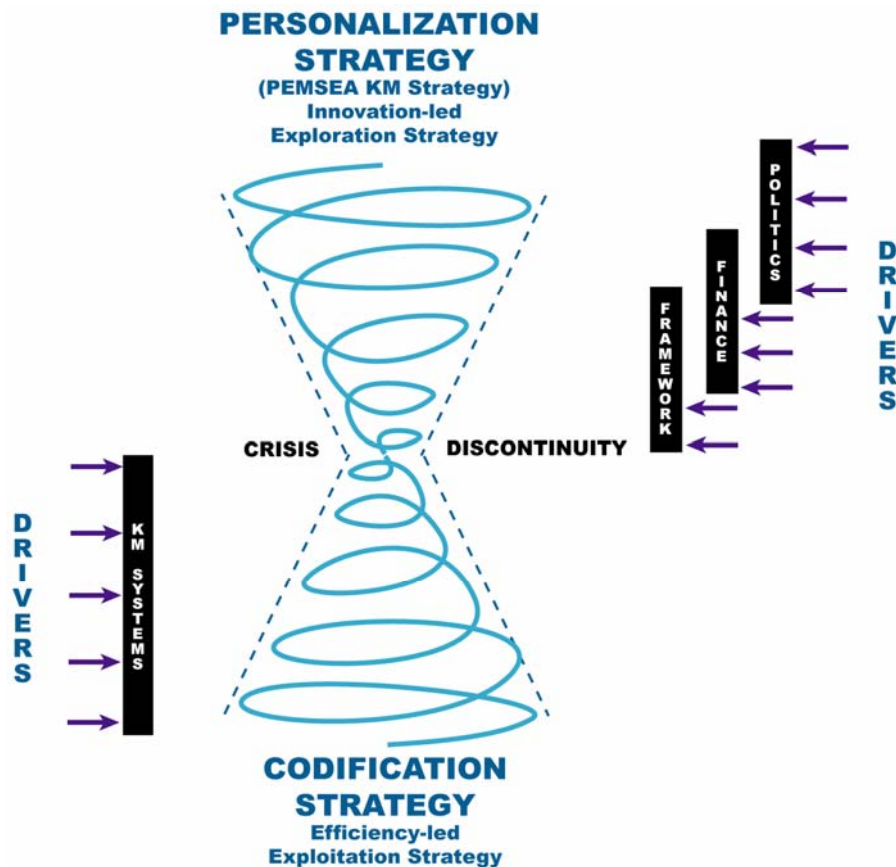 PERSONALIZATION
STRATEGY
(PEMSEA KM Strategy)
Innovation-led
Exploration Strategy
POLITICS
FINANCE
FRAMEWORK
DRIVERS
CRISIS
DISCONTINUITY
DRIVERS
KM SYSTEMS
CODIFICATION
STRATEGY
Efficiency-led
Exploitation Strategy